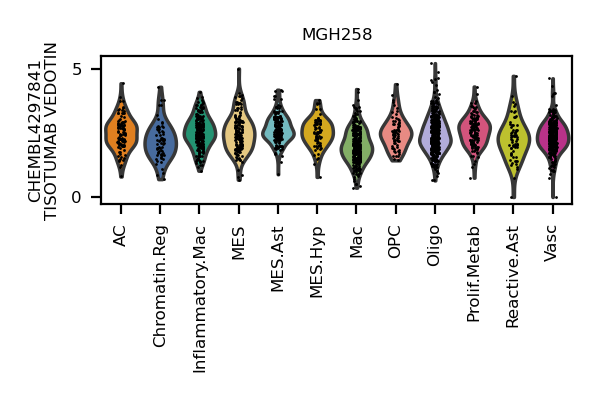 MGH258
CHEMBL4297841
TISOTUMAB VEDOTIN
5
0
AC
Chromatin.Reg
Inflammatory.Mac
MES
MES.Ast
MES.Hyp
Mac
OPC
Oligo
Prolif.Metab
Reactive.Ast
Vasc